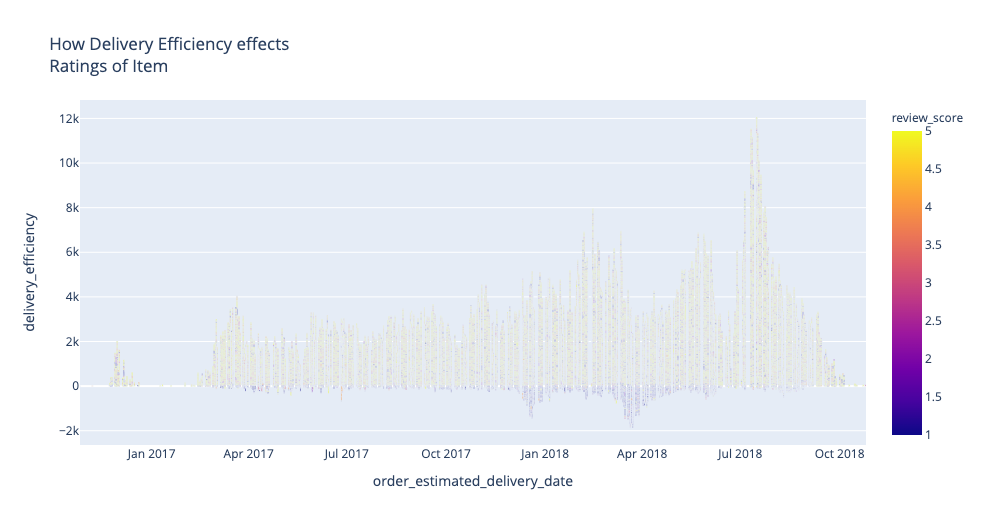 How Delivery Efficiency effects
Ratings of Item
review_score
5
4.5
4
3.5
3
2.5
2
1.5
1
delivery_efficiency
12k
10k
8k
6k
4k
2k
0
−2k
Jan 2017 Apr 2017 Jul 2017 Oct 2017 Jan 2018 Apr 2018 Jul 2018 Oct 2018
order_estimated_delivery_date